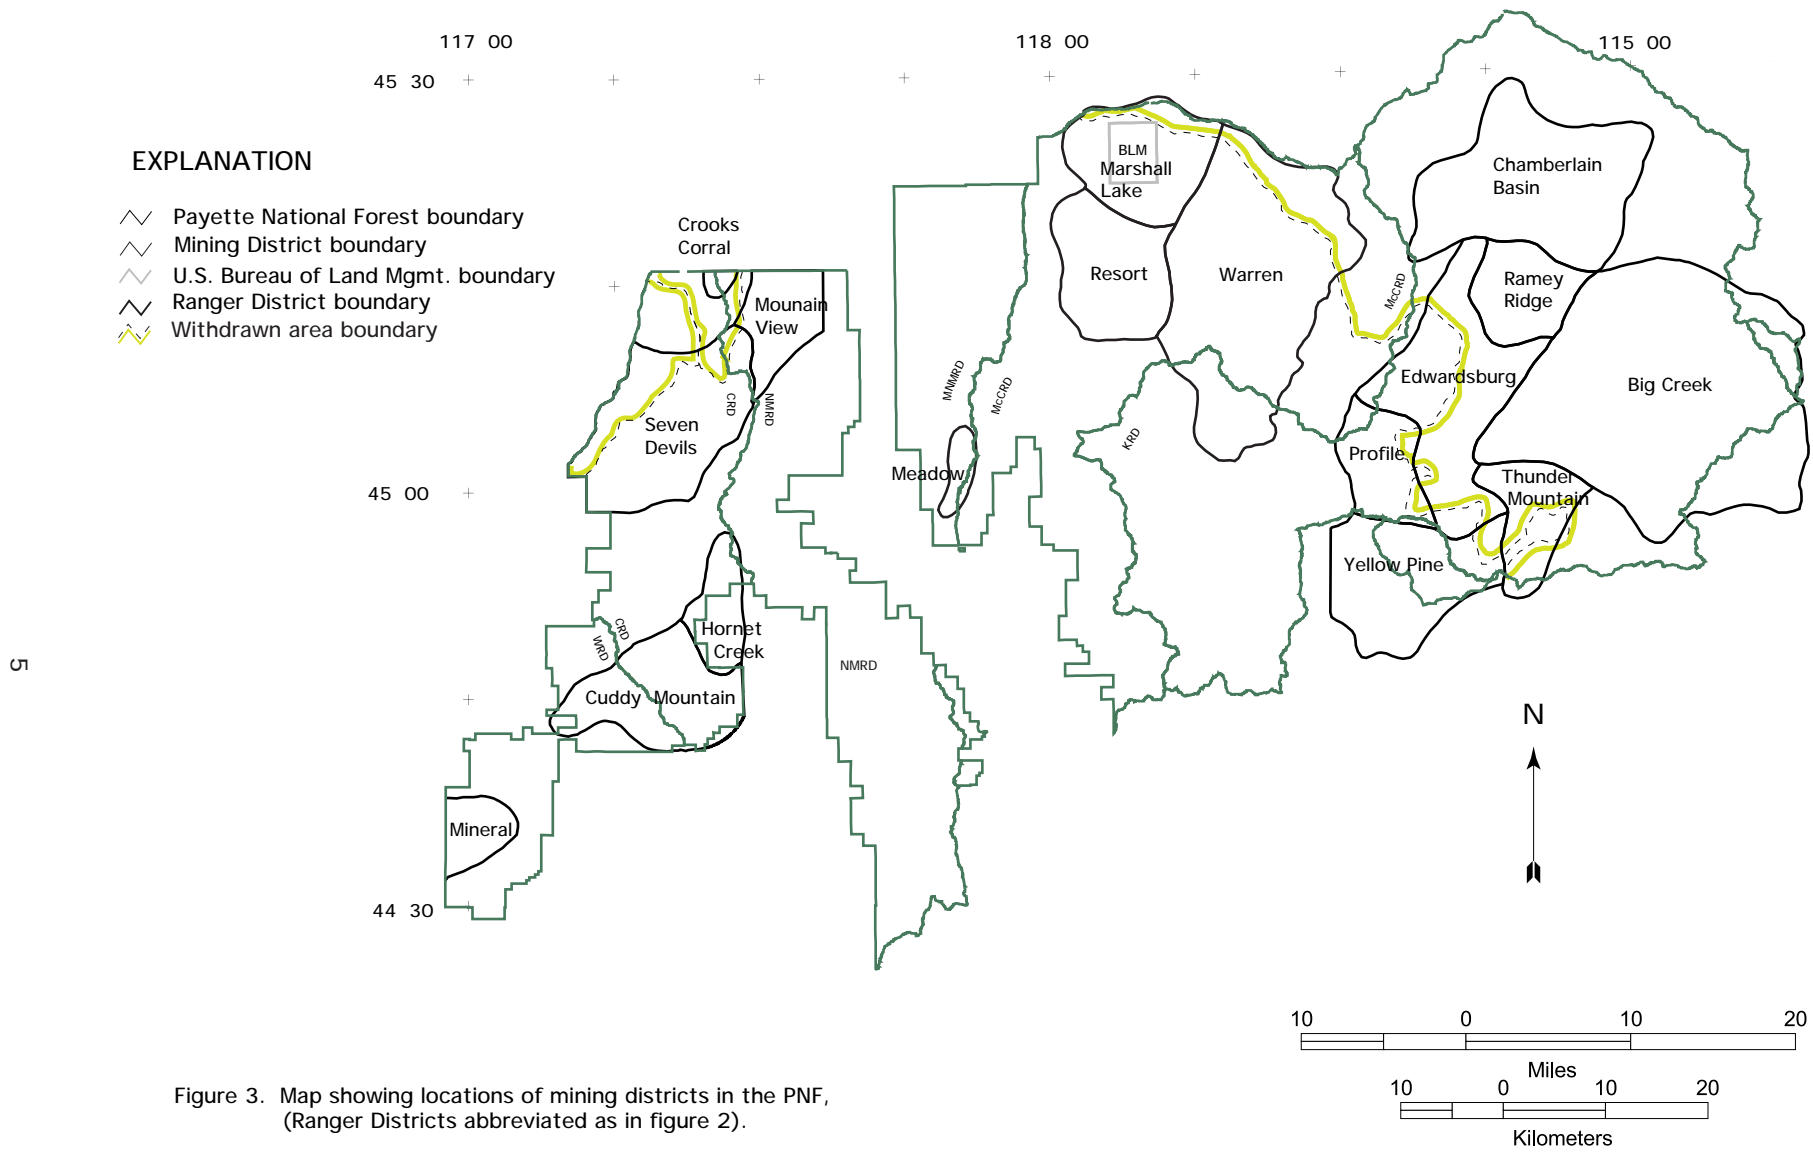 117 00
118 00
115 00
45 30
EXPLANATION
Payette National Forest boundary
Mining District boundary
U.S. Bureau of Land Mgmt. boundary
Ranger District boundary
Withdrawn area boundary
Crooks
Corral
Mounain
View
Seven
Devils
CRD
NMRD
BLM
Marshall
Lake
Resort
Warren
Chamberlain
Basin
Ramey
Ridge
McCRD
Edwardsburg
Big Creek
MNMRD
McCRD
KRD
Meadow
Profile
Thunder
Mountain
Yellow Pine
45 00
CRD
WRD
Hornet
Creek
NMRD
Cuddy Mountain
Mineral
44 30
N
5
10 0 10 20
Miles
10 0 10 20
Kilometers
Figure 3. Map showing locations of mining districts in the PNF,
(Ranger Districts abbreviated as in figure 2).